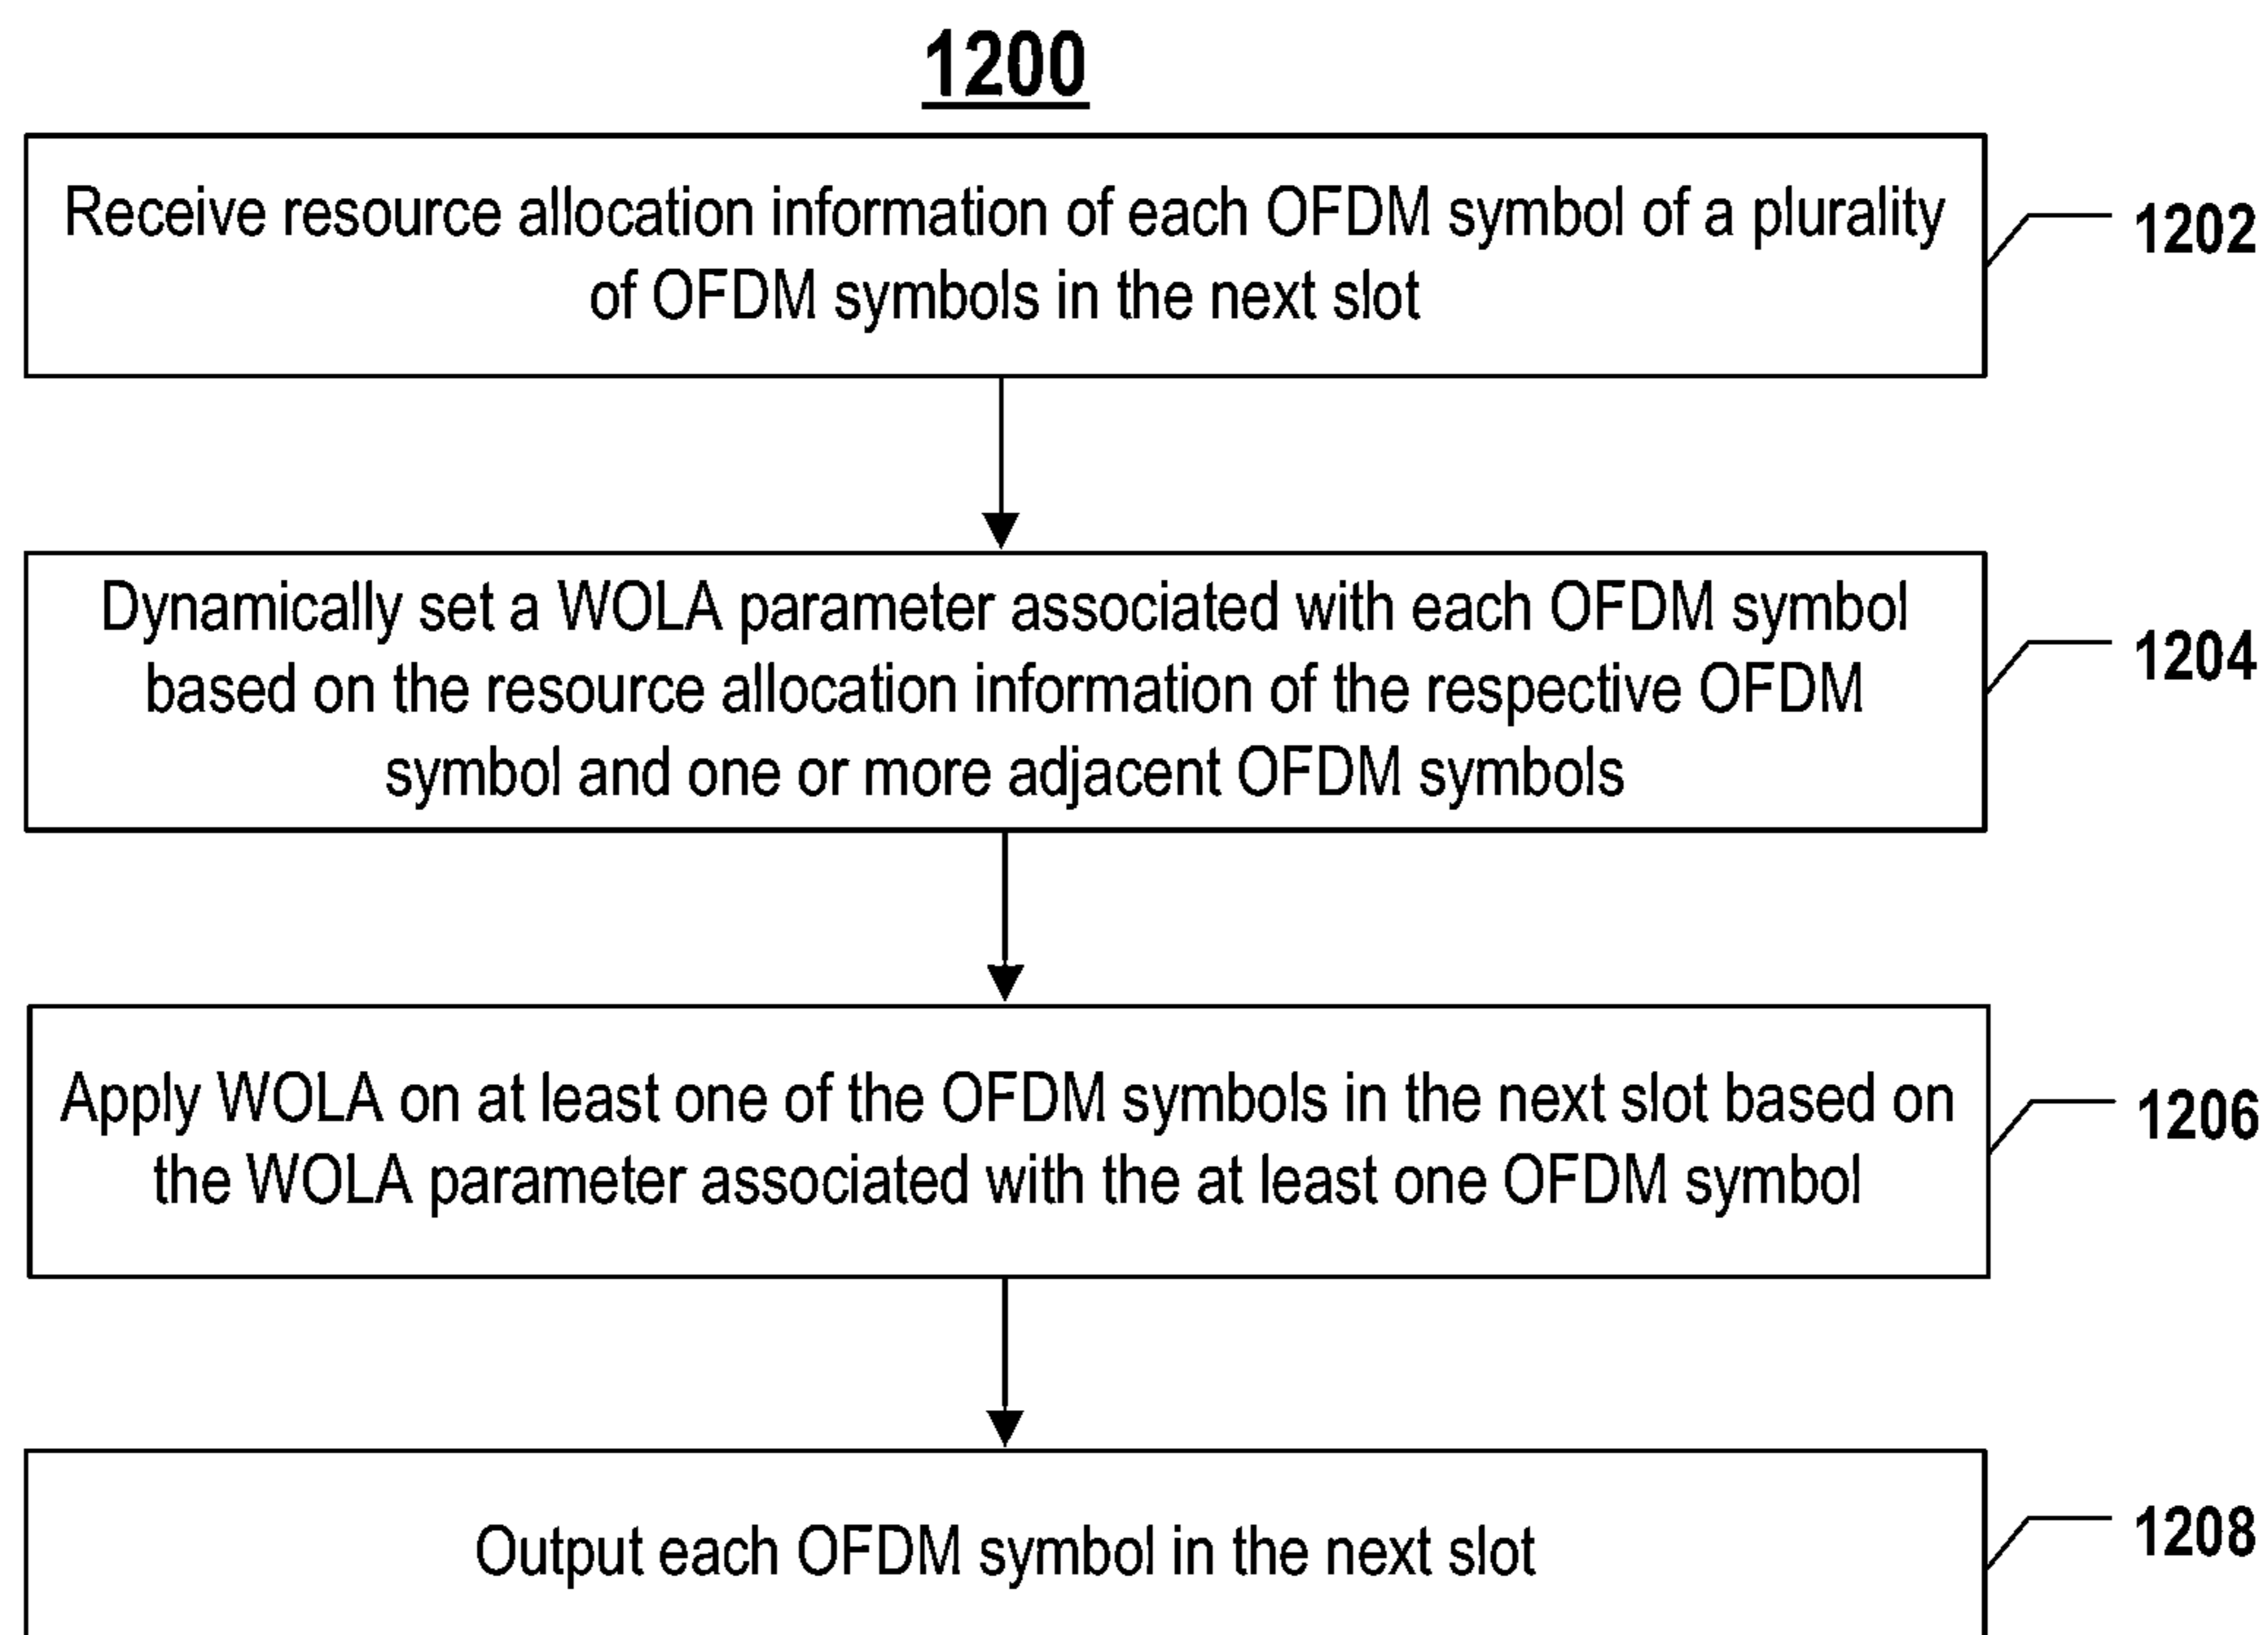 1200
Receive resource allocation information of each OFDM symbol of a plurality
of OFDM symbols in the next slot
1202
Dynamically set a WOLA parameter associated with each OFDM symbol
based on the resource allocation information of the respective OFDM
symbol and one or more adjacent OFDM symbols
1204
Apply WOLA on at least one of the OFDM symbols in the next slot based on
the WOLA parameter associated with the at least one OFDM symbol
1206
Output each OFDM symbol in the next slot
1208